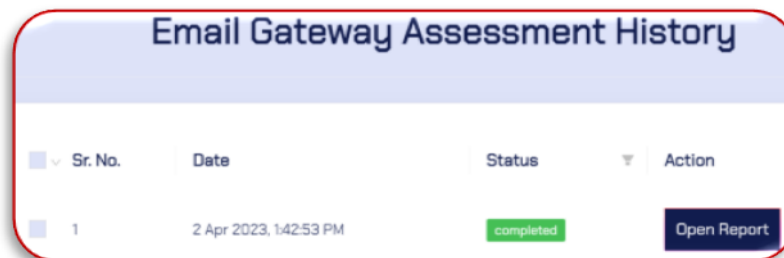 Email Gateway Assessment History
Sr. No. Date Status Action
1 2 Apr 2023, 1:42:53 PM completed Open Report